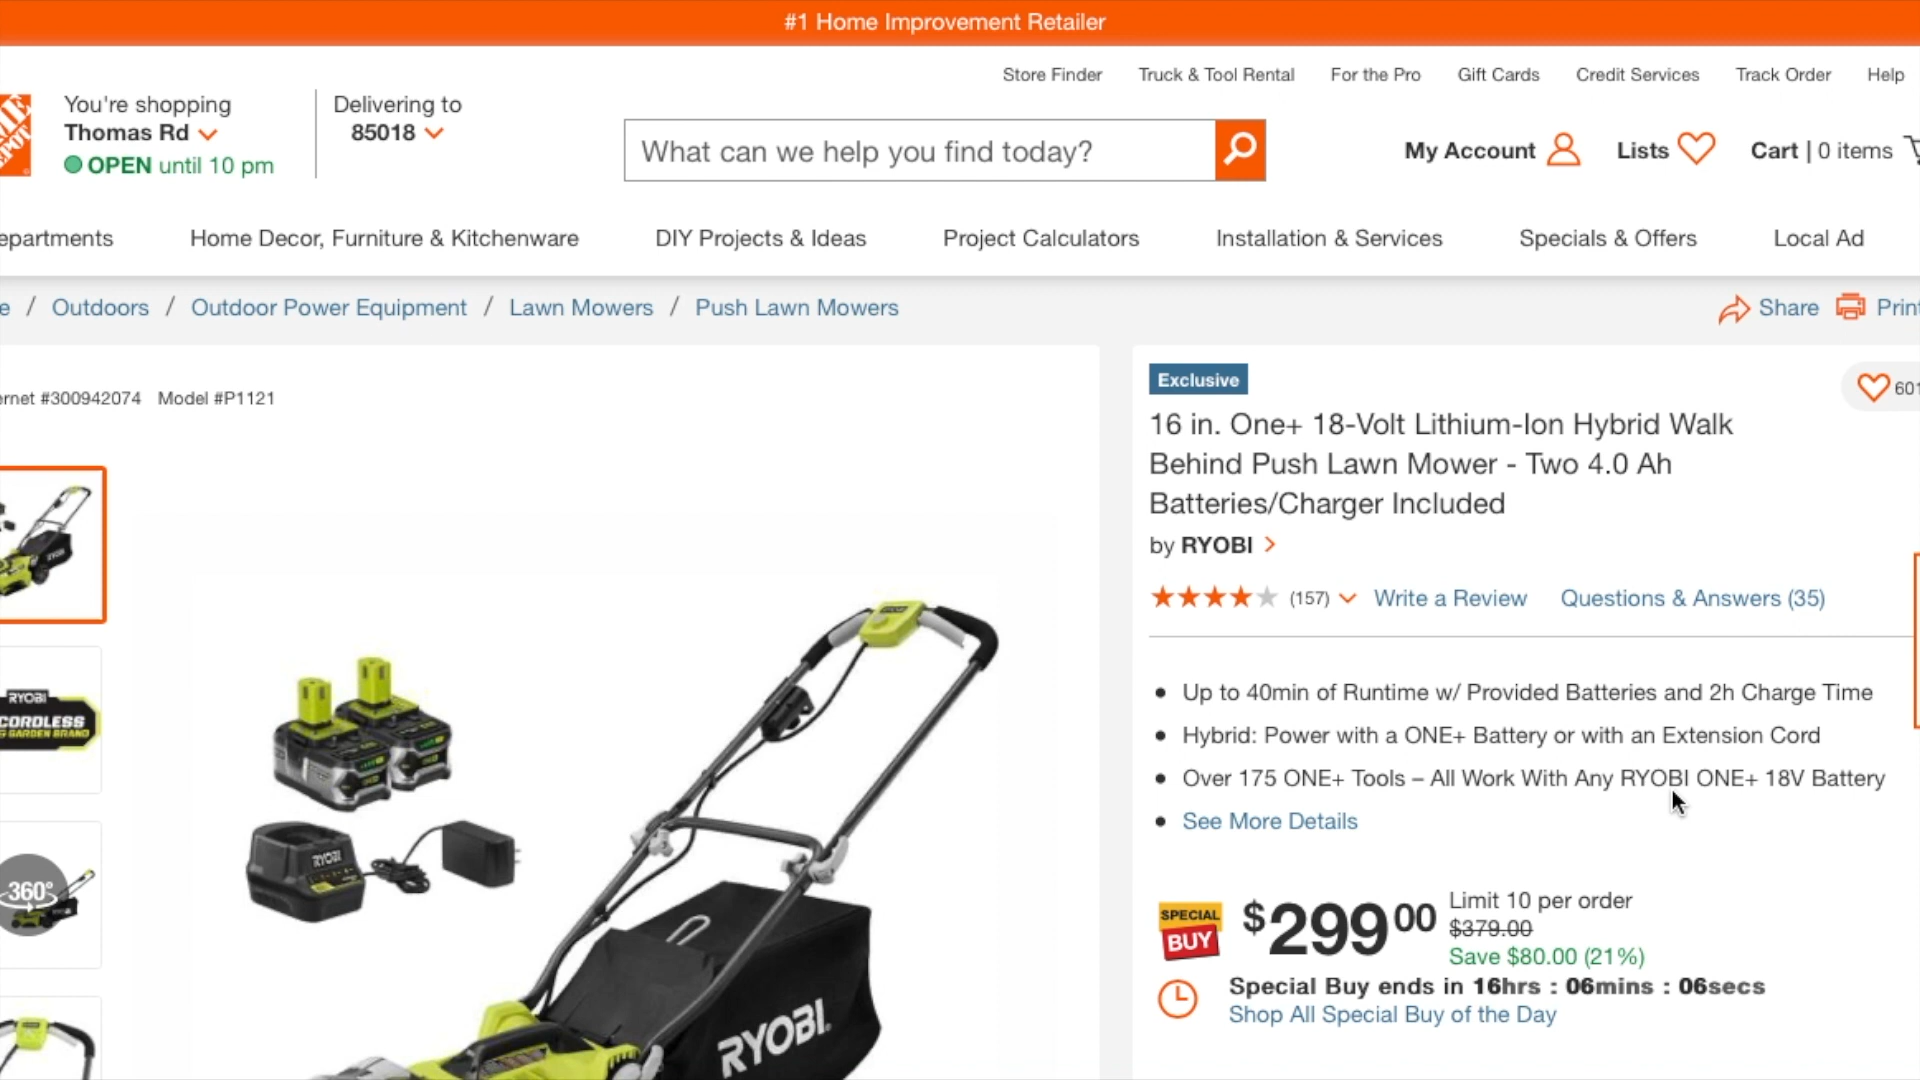 #1 Home Improvement Retailer
Store Finder Truck & Tool Rental For the Pro Gift Cards Credit Services Track Order Help
You're shopping
Thomas Rd
OPEN until 10 pm
Delivering to
85018
What can we help you find today?
My Account Lists Cart | 0 items
epartments Home Decor, Furniture & Kitchenware DIY Projects & Ideas Project Calculators Installation & Services Specials & Offers Local Ad
e / Outdoors / Outdoor Power Equipment / Lawn Mowers / Push Lawn Mowers
Share Print
ernet #300942074 Model #P1121
Exclusive
601
16 in. One+ 18-Volt Lithium-Ion Hybrid Walk
Behind Push Lawn Mower - Two 4.0 Ah
Batteries/Charger Included
by RYOBI
(157) Write a Review Questions & Answers (35)
Up to 40min of Runtime w/ Provided Batteries and 2h Charge Time
Hybrid: Power with a ONE+ Battery or with an Extension Cord
Over 175 ONE+ Tools – All Work With Any RYOBI ONE+ 18V Battery
See More Details
SPECIAL
BUY
$299 00
Limit 10 per order
$379.00
Save $80.00 (21%)
Special Buy ends in 16hrs : 06mins : 06secs
Shop All Special Buy of the Day
RYOBI
CORDLESS
GARDEN BRAND
360°
RYOBI
RYOBI